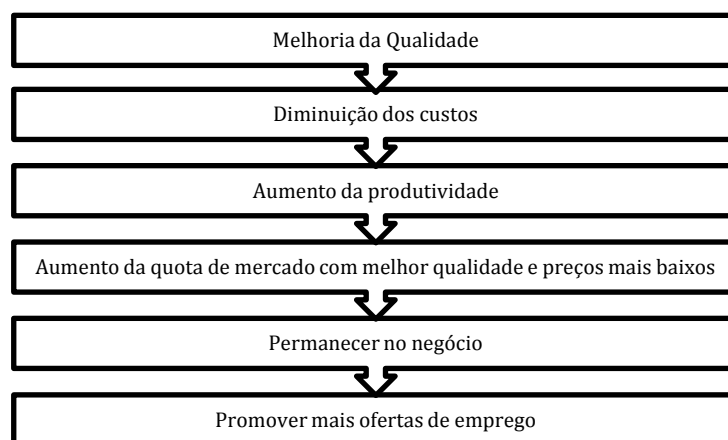 Melhoria da Qualidade
Diminuição dos custos
Aumento da produtividade
Aumento da quota de mercado com melhor qualidade e preços mais baixos
Permanecer no negócio
Promover mais ofertas de emprego